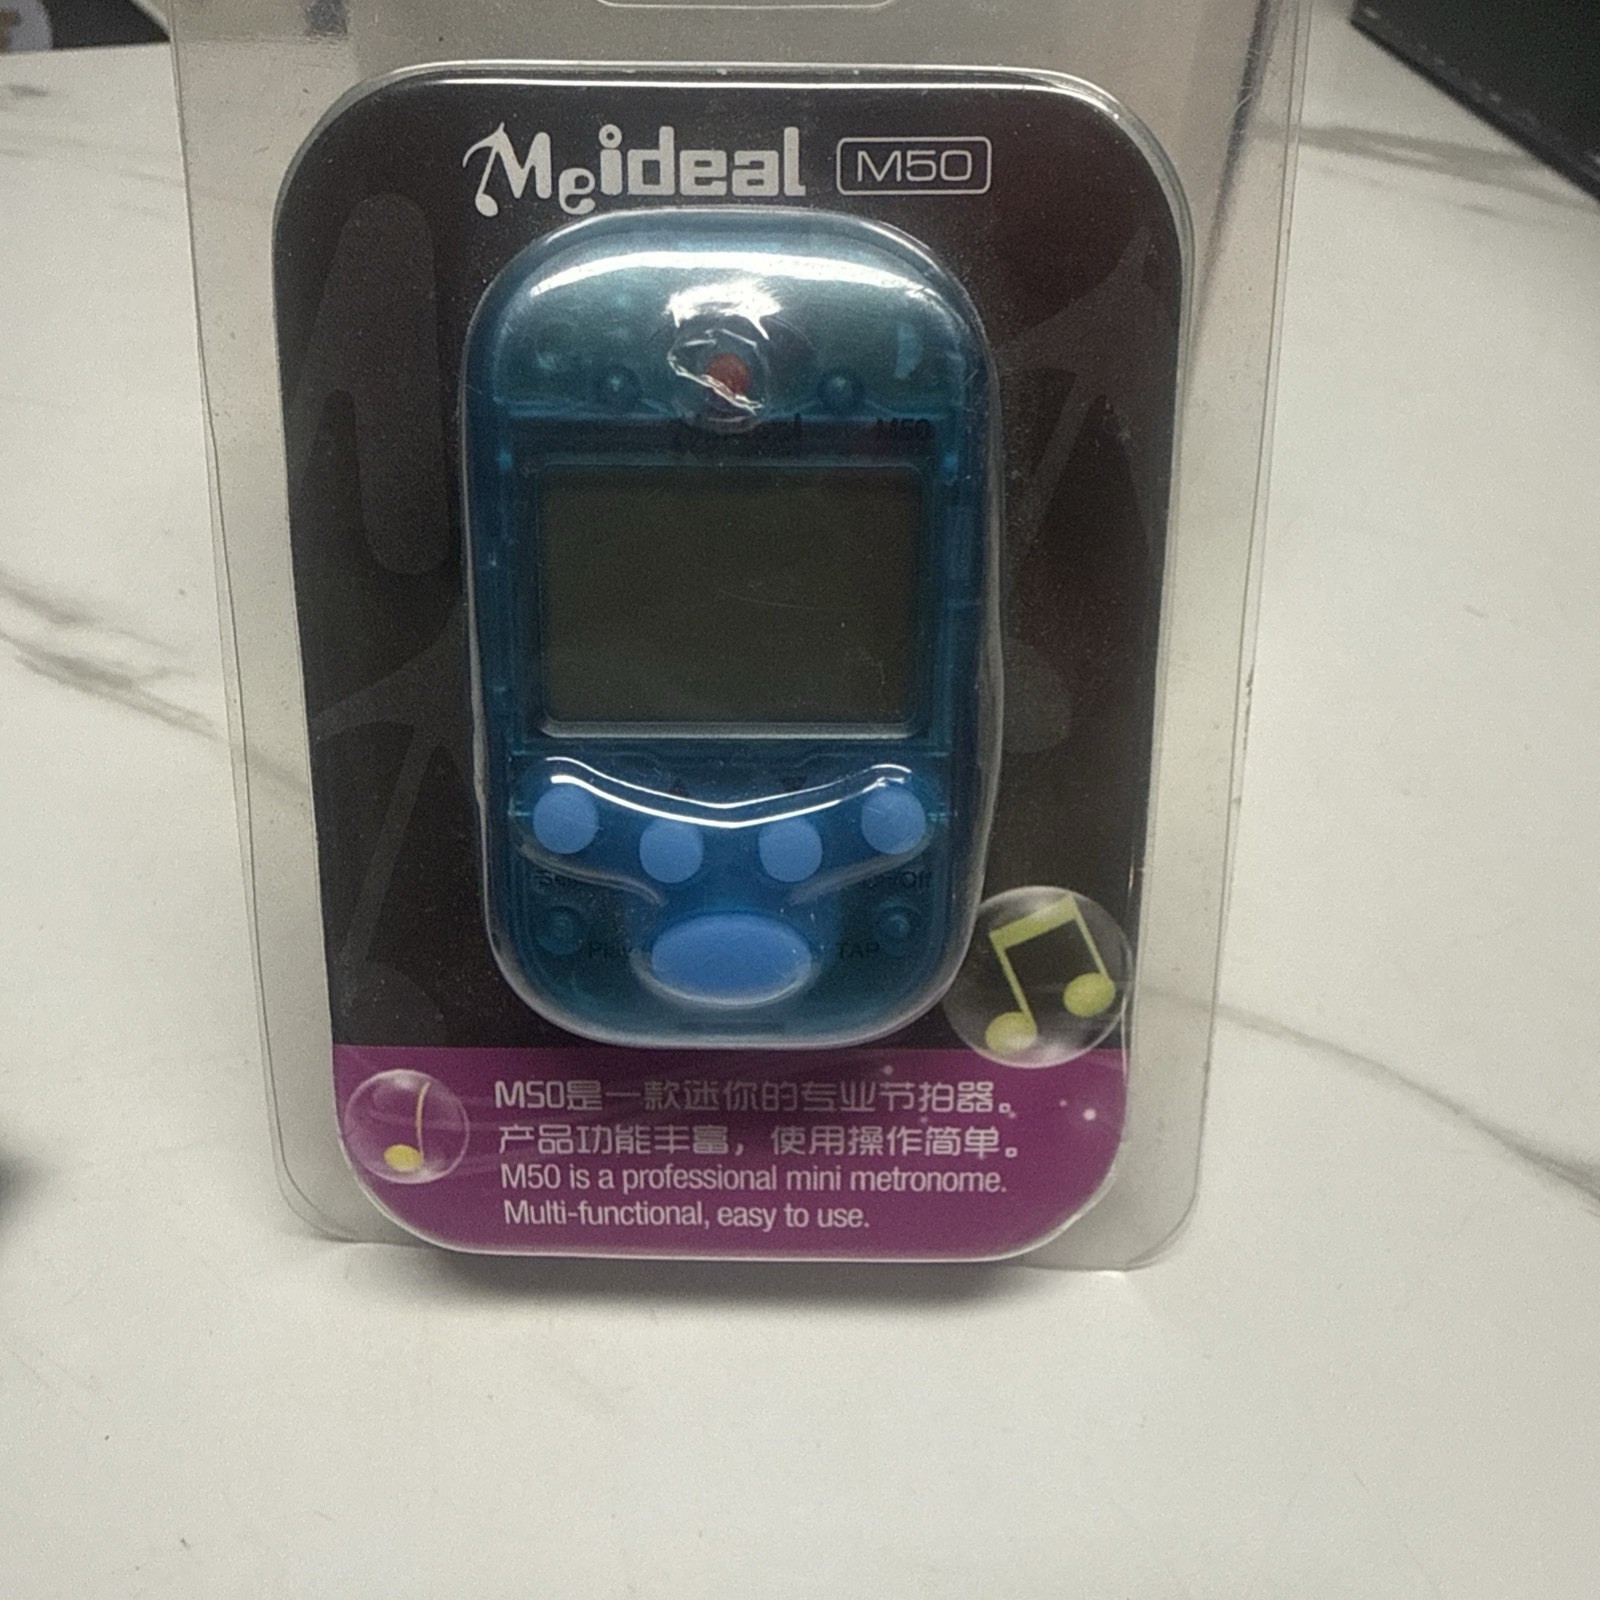 Meideal M50
M50
TAP
M50是一款迷你的专业节拍器。
产品功能丰富，使用操作简单。
M50 is a professional mini metronome.
Multi-functional, easy to use.